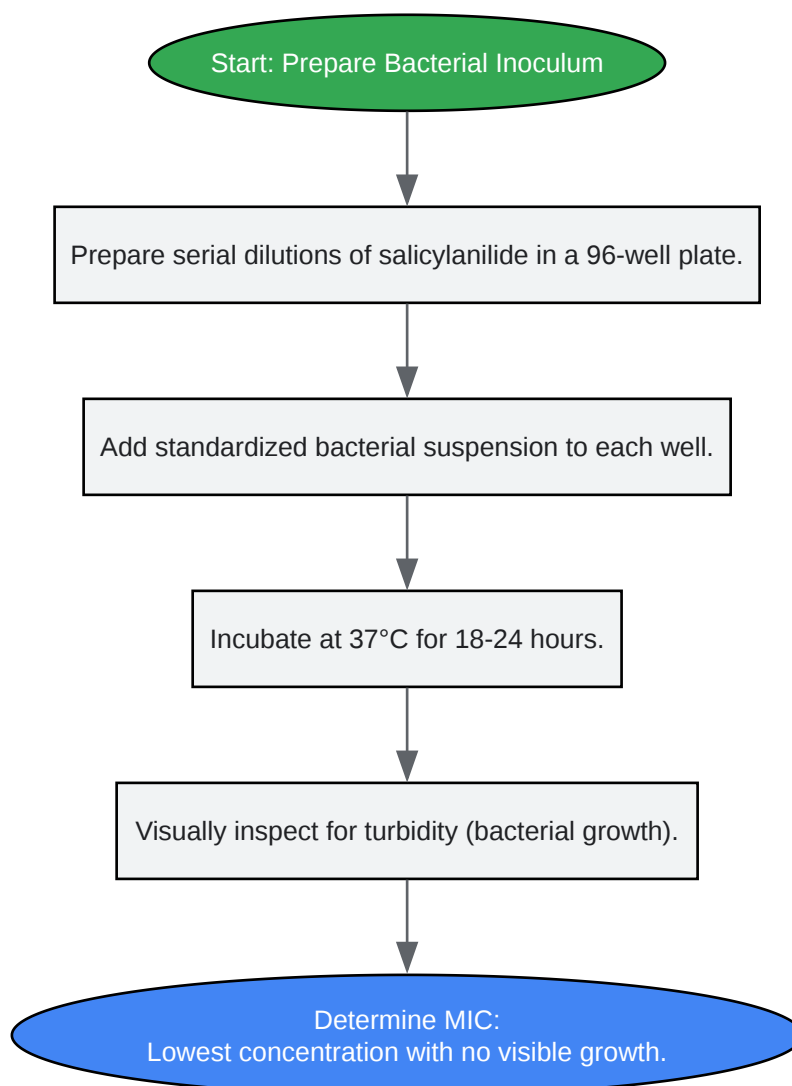 Start: Prepare Bacterial Inoculum
Prepare serial dilutions of salicylanilide in a 96-well plate.
Add standardized bacterial suspension to each well.
Incubate at 37°C for 18-24 hours.
Visually inspect for turbidity (bacterial growth).
Determine MIC:
Lowest concentration with no visible growth.